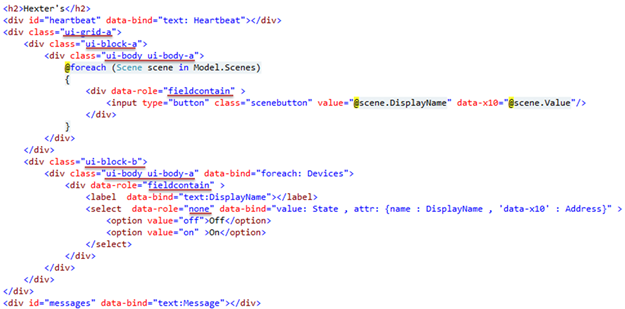 <h2>Hexter's</h2>
<div id="heartbeat" data-bind="text: Heartbeat"></div>
<div class="ui-grid-a">
<div class="ui-block-a">
<div class="ui-body ui-body-a">
@foreach (Scene scene in Model.Scenes)
{
<div data-role="fieldcontain" >
<input type="button" class="scenebutton" value="@scene.DisplayName" data-x10="@scene.Value"/>
</div>
}
</div>
</div>
<div class="ui-block-b">
<div class="ui-body ui-body-a" data-bind="foreach: Devices">
<div data-role="fieldcontain" >
<label  data-bind="text:DisplayName"></label>
<select  data-role="none" data-bind="value: State , attr: {name : DisplayName , 'data-x10' : Address}" >
<option value="off">Off</option>
<option value="on" >On</option>
</select>
</div>
</div>
</div>
</div>
<div id="messages" data-bind="text:Message"></div>